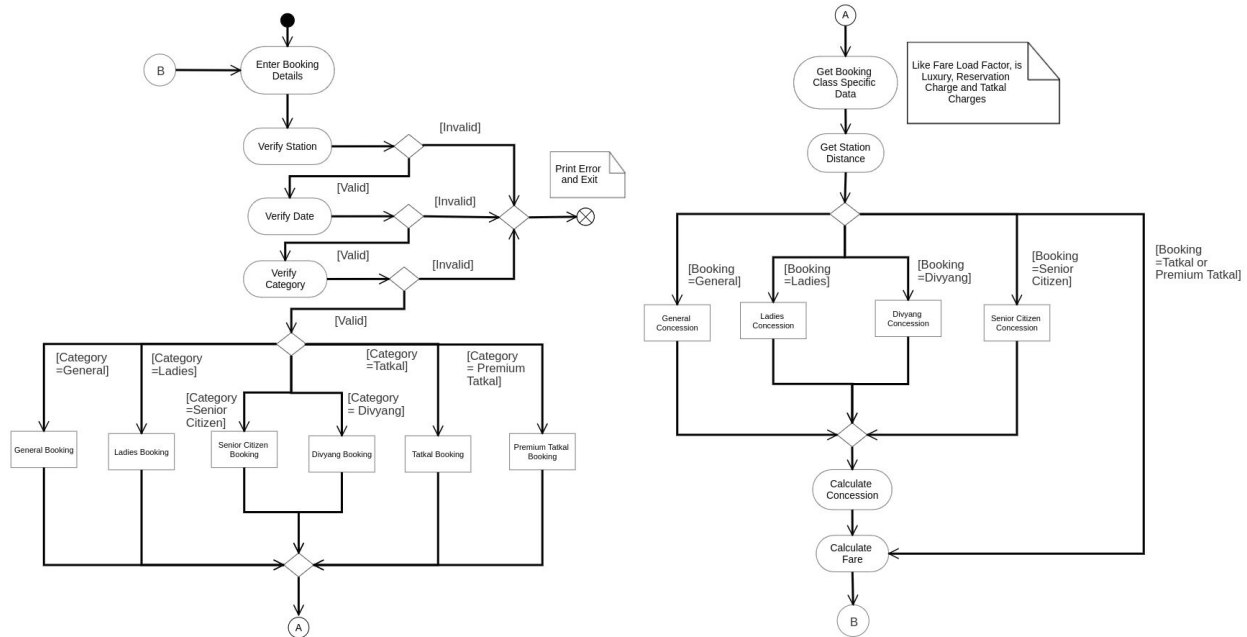 B
Enter Booking
Details
Verify Station
[Invalid]
[Valid]
Print Error
and Exit
Verify Date
[Invalid]
[Valid]
Verify
Category
[Invalid]
[Valid]
[Category
=General]
[Category
=Ladies]
[Category
=Senior
Citizen]
[Category
= Divyang]
[Category
=Tatkal]
[Category
= Premium
Tatkal]
General Booking
Ladies Booking
Senior Citizen
Booking
Divyang Booking
Tatkal Booking
Premium Tatkal
Booking
A
A
Get Booking
Class Specific
Data
Like Fare Load Factor, is
Luxury, Reservation
Charge and Tatkal
Charges
Get Station
Distance
[Booking
=General]
[Booking
=Ladies]
[Booking
=Divyang]
[Booking
=Senior
Citizen]
[Booking
=Tatkal or
Premium Tatkal]
General
Concession
Ladies
Concession
Divyang
Concession
Senior Citizen
Concession
Calculate
Concession
Calculate
Fare
B